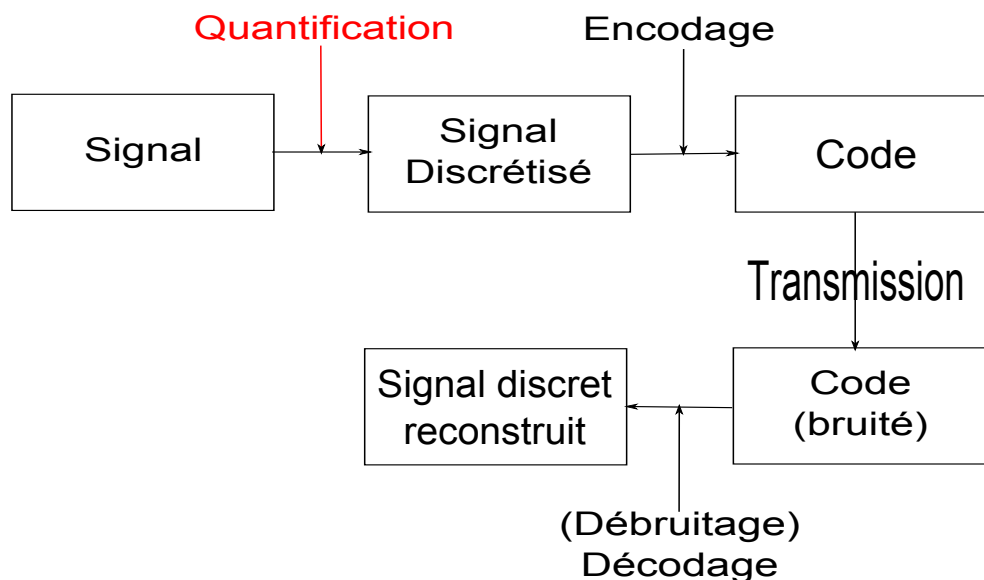 Quantification
Encodage
Signal
Signal
Discrétisé
Code
Transmission
Code
(bruité)
Signal discret
reconstruit
(Débruitage)
Décodage